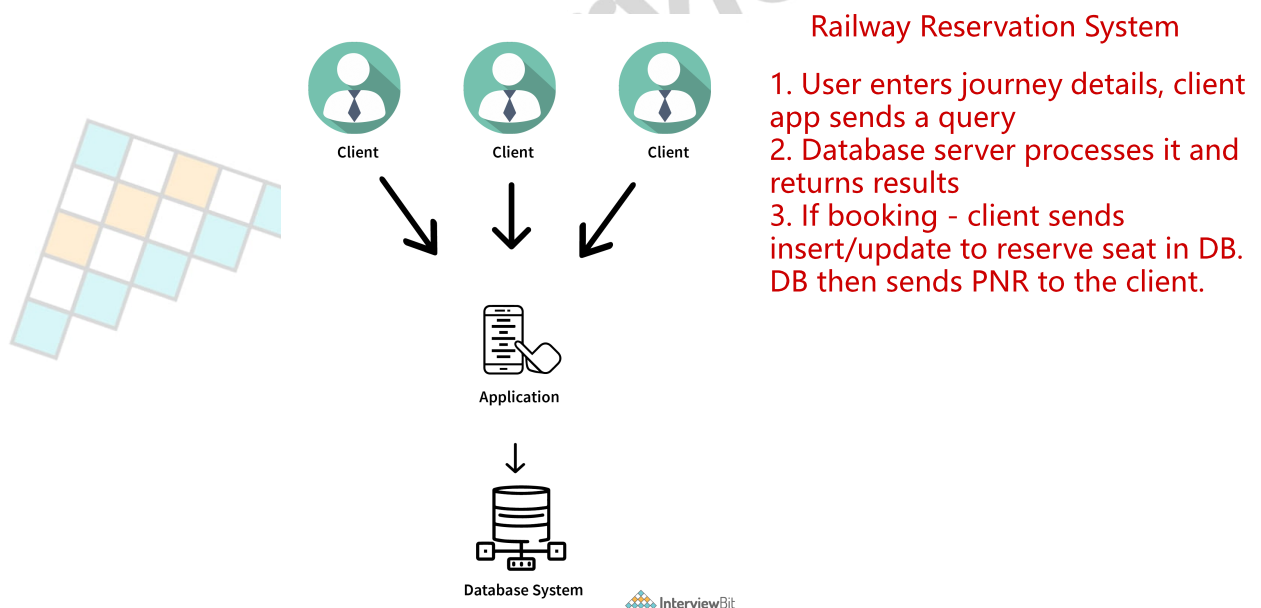 Railway Reservation System
1. User enters journey details, client
app sends a query
2. Database server processes it and
returns results
3. If booking - client sends
insert/update to reserve seat in DB.
DB then sends PNR to the client.
Client
Client
Client
Application
Database System
InterviewBit